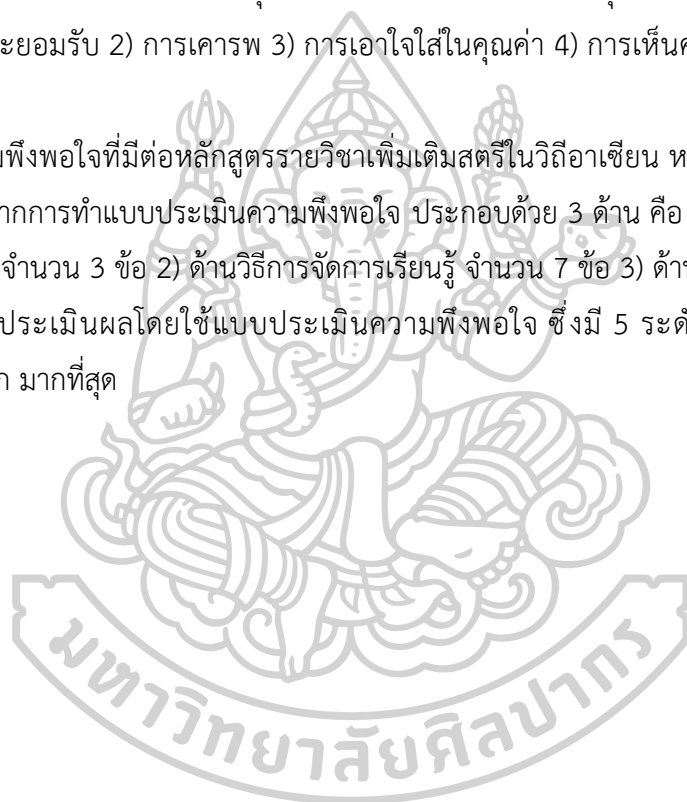 ะยอมรับ 2) การเคารพ 3) การเอาใจใส่ในคุณค่า 4) การเห็น
พึงพอใจที่มีต่อหลักสูตรรายวิชาเพิ่มเติมสตรีในวิถีอาเซียน
ากการทำแบบประเมินความพึงพอใจ ประกอบด้วย 3 ด้าน คือ
จำนวน 3 ข้อ 2) ด้านวิธีการจัดการเรียนรู้ จำนวน 7 ข้อ 3) ด้าน
ประเมินผลโดยใช้แบบประเมินความพึงพอใจ ซึ่งมี 5 ระดั
มากที่สุด
มหาวิทยาลัยศิลปากร